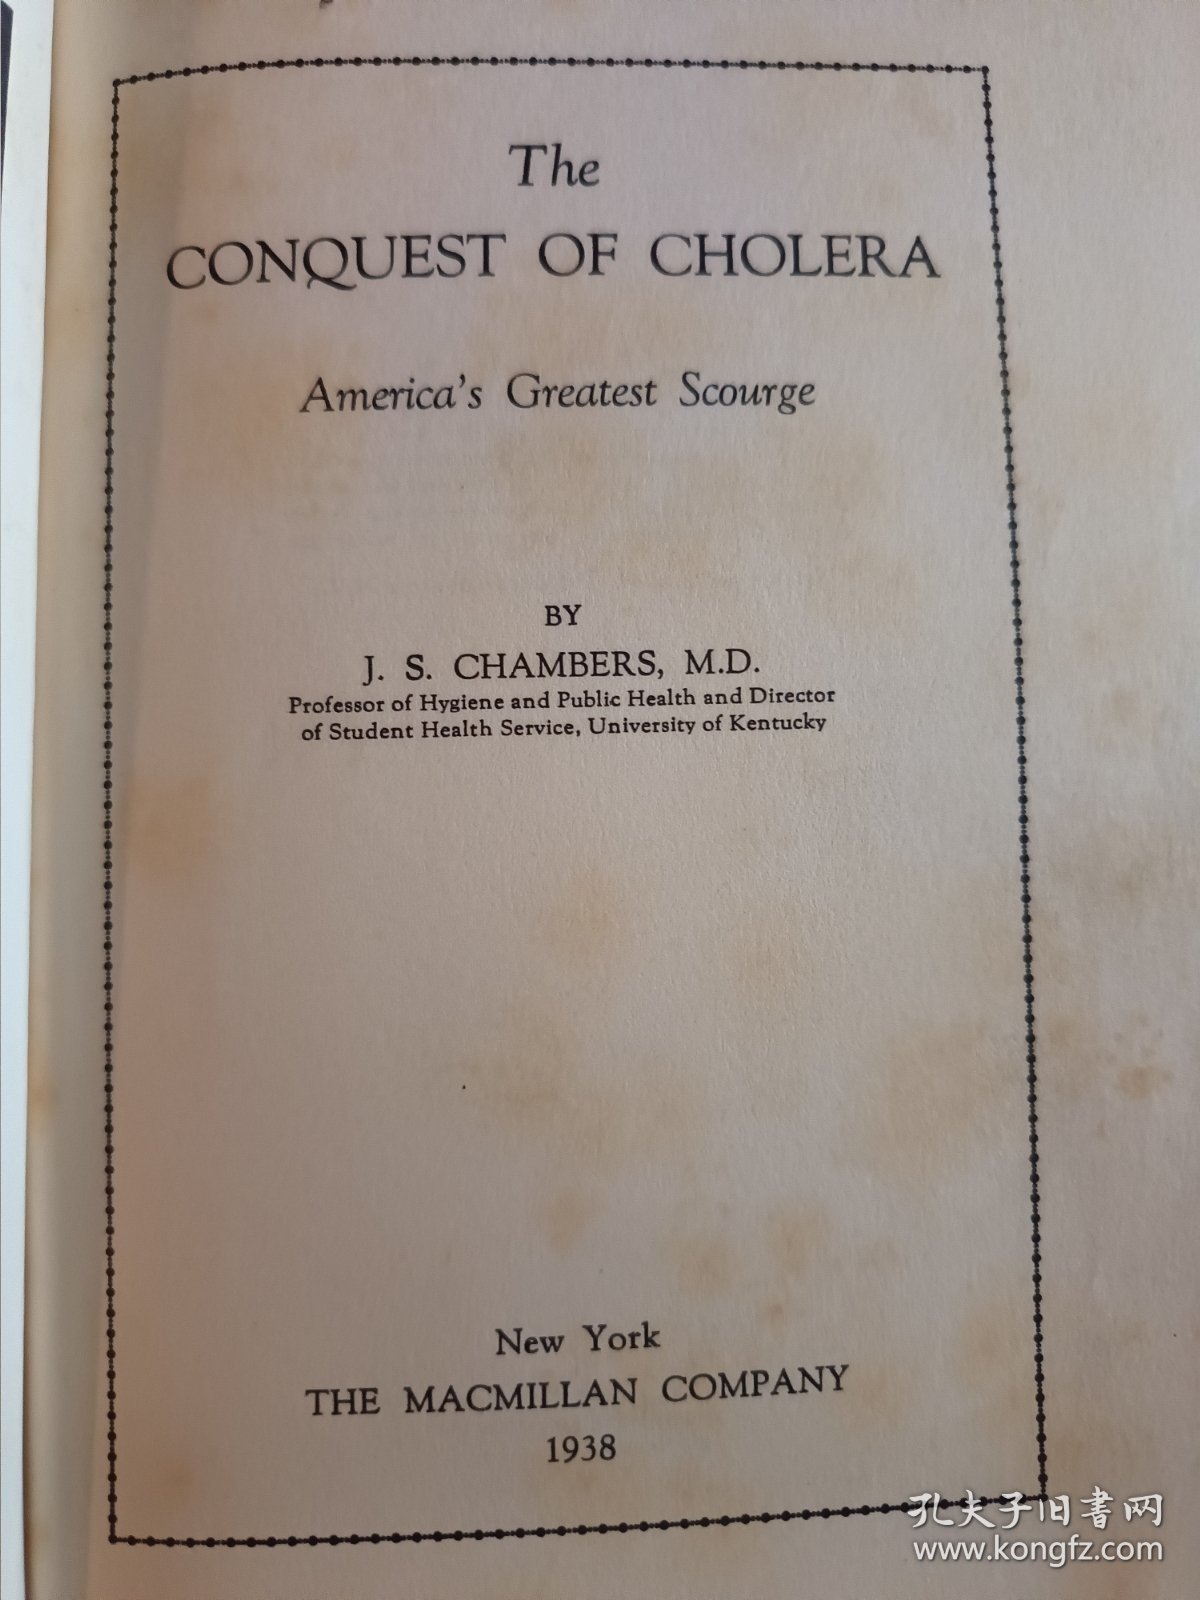 The
CONQUEST OF CHOLERA
America's Greatest Scourge
BY
J. S. CHAMBERS, M.D.
Professor of Hygiene and Public Health and Director
of Student Health Service, University of Kentucky
New York
THE MACMILLAN COMPANY
1938
孔夫子旧書网
www.kongfz.com